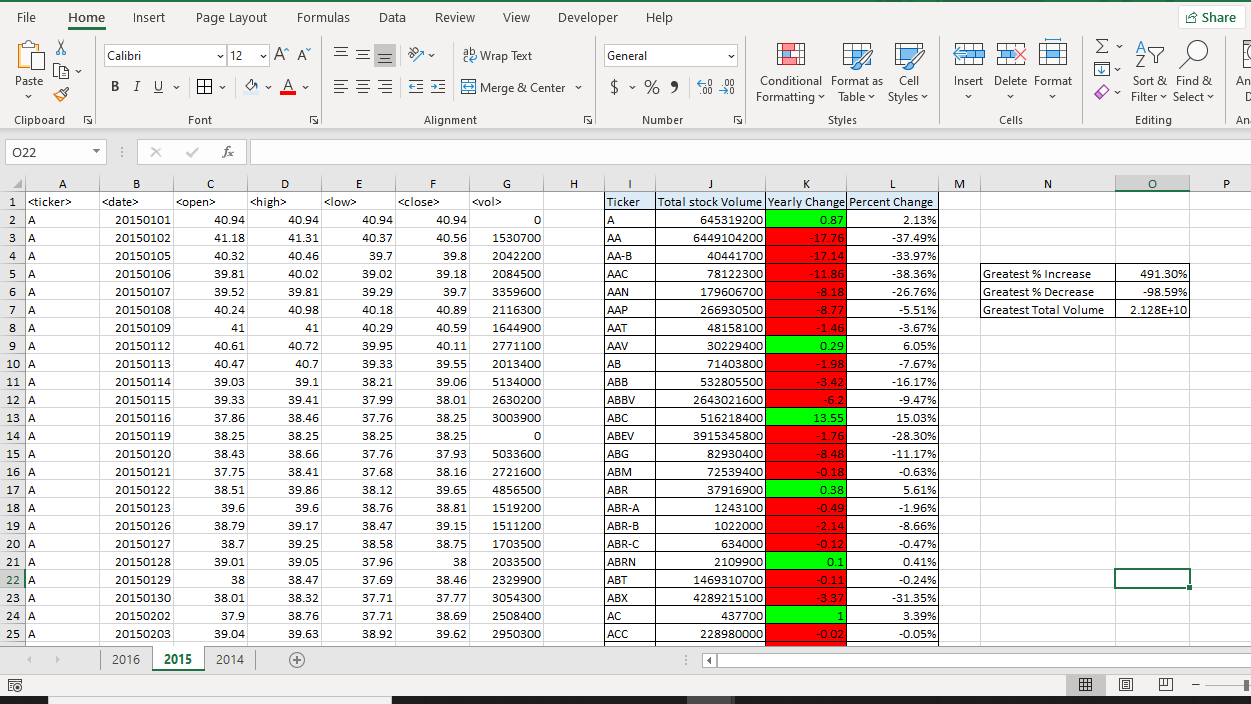 File Home Insert Page Layout Formulas Data Review View Developer Help Share
Calibri 12 A A ab Wrap Text General
Paste B I U A Merge & Center $ % Conditional Formatting Format as Table Cell Styles Insert Delete Format Sort & Filter Find & Select An
Clipboard Font Alignment Number Styles Cells Editing An
O22 fx
A B C D E F G H I J K L M N O P
1 <ticker> <date> <open> <high> <low> <close> <vol> Ticker Total stock Volume Yearly Change Percent Change
2 A 20150101 40.94 40.94 40.94 40.94 0 A 645319200 0.87 2.13%
3 A 20150102 41.18 41.31 40.37 40.56 1530700 AA 6449104200 -17.76 -37.49%
4 A 20150105 40.32 40.46 39.7 39.8 2042200 AA-B 40441700 -17.14 -33.97%
5 A 20150106 39.81 40.02 39.02 39.18 2084500 AAC 78122300 -11.86 -38.36% Greatest % Increase 491.30%
6 A 20150107 39.52 39.81 39.29 39.7 3359600 AAN 179606700 -8.18 -26.76% Greatest % Decrease -98.59%
7 A 20150108 40.24 40.98 40.18 40.89 2116300 AAP 266930500 -8.77 -5.51% Greatest Total Volume 2.128E+10
8 A 20150109 41 41 40.29 40.59 1644900 AAT 48158100 -1.46 -3.67%
9 A 20150112 40.61 40.72 39.95 40.11 2771100 AAV 30229400 0.29 6.05%
10 A 20150113 40.47 40.7 39.33 39.55 2013400 AB 71403800 -1.98 -7.67%
11 A 20150114 39.03 39.1 38.21 39.06 5134000 ABB 532805500 -3.42 -16.17%
12 A 20150115 39.33 39.41 37.99 38.01 2630200 ABBV 2643021600 -6.2 -9.47%
13 A 20150116 37.86 38.46 37.76 38.25 3003900 ABC 516218400 13.55 15.03%
14 A 20150119 38.25 38.25 38.25 38.25 0 ABEV 3915345800 -1.76 -28.30%
15 A 20150120 38.43 38.66 37.76 37.93 5033600 ABG 82930400 -8.48 -11.17%
16 A 20150121 37.75 38.41 37.68 38.16 2721600 ABM 72539400 -0.18 -0.63%
17 A 20150122 38.51 39.86 38.12 39.65 4856500 ABR 37916900 0.38 5.61%
18 A 20150123 39.6 39.6 38.76 38.81 1519200 ABR-A 1243100 -0.49 -1.96%
19 A 20150126 38.79 39.17 38.47 39.15 1511200 ABR-B 1022000 -2.14 -8.66%
20 A 20150127 38.7 39.25 38.58 38.75 1703500 ABR-C 634000 -0.12 -0.47%
21 A 20150128 39.01 39.05 37.96 38 2033500 ABRN 2109900 0.1 0.41%
22 A 20150129 38 38.47 37.69 38.46 2329900 ABT 1469310700 -0.11 -0.24%
23 A 20150130 38.01 38.32 37.71 37.77 3054300 ABX 4289215100 -3.37 -31.35%
24 A 20150202 37.9 38.76 37.71 38.69 2508400 AC 437700 1 3.39%
25 A 20150203 39.04 39.63 38.92 39.62 2950300 ACC 228980000 -0.02 -0.05%
2016 2015 2014